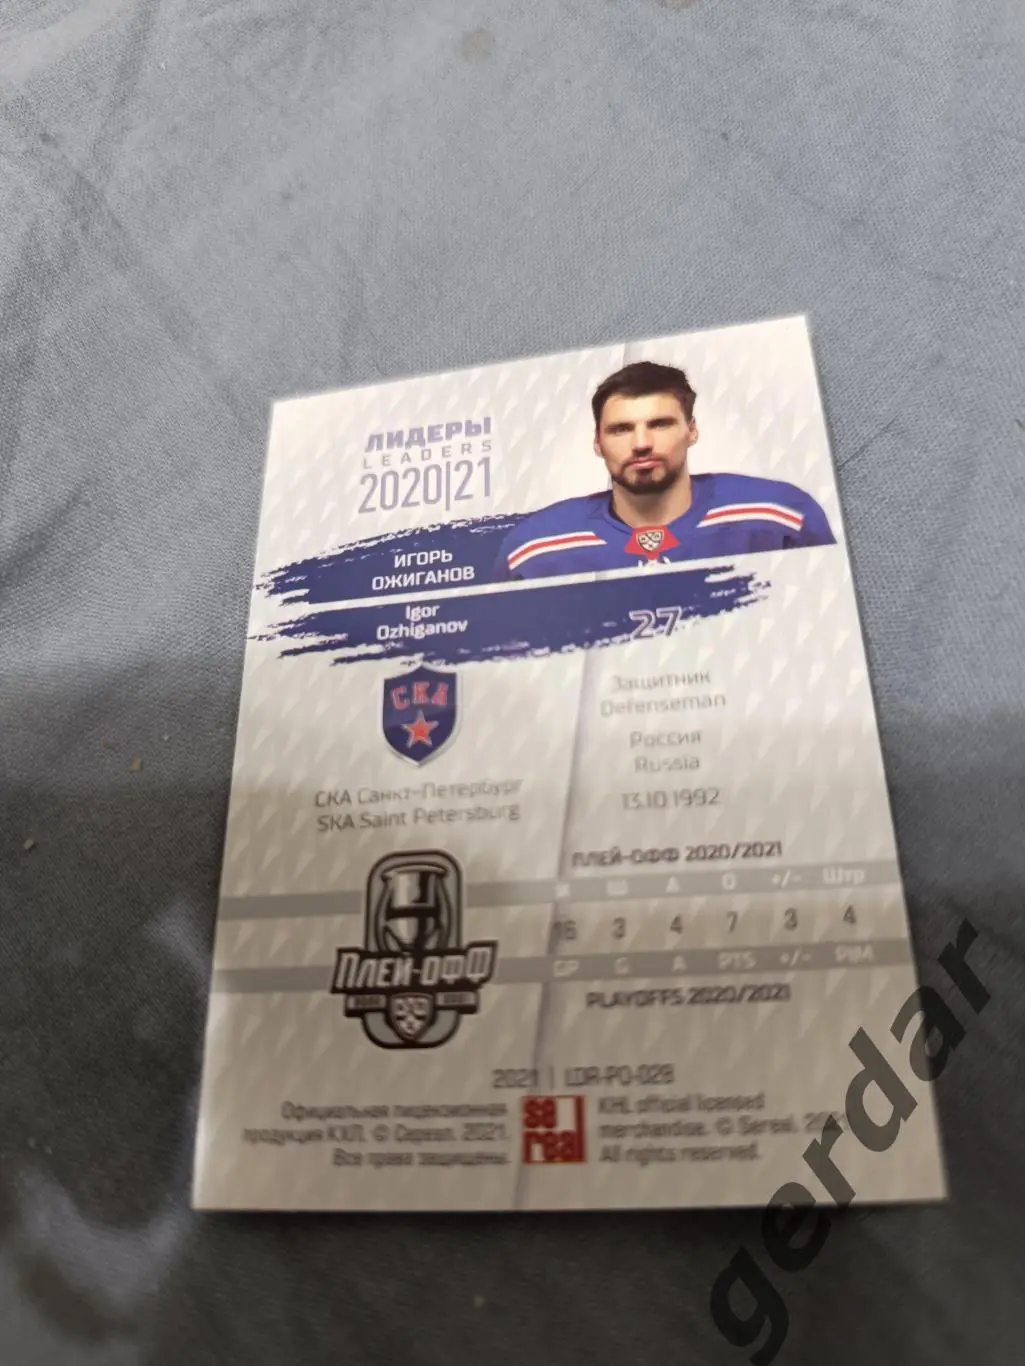 ЛИДЕРЫ
LEADERS
2020|21
ИГОРЬ
ОЖИГАНОВ
Igor
Ozhiganov
27
СКА
Защитник
Defenseman
Россия
Russia
13.10.1992
СКА Санкт-Петербург
SKA Saint Petersburg
ПЛЕЙ-ОФФ 2020/2021
И Ш А О +/- Штр
16 3 4 7 3 4
GP G A PTS +/- PIM
PLAYOFFS 2020/2021
ПЛЕЙ-ОФФ
2021 | LDR-PO-028
Официальная лицензионная
продукция КХЛ. © Сереал. 2021.
Все права защищены.
se
real
KHL official licensed
merchandise. © Sereal. 2021
All rights reserved.
gerdar